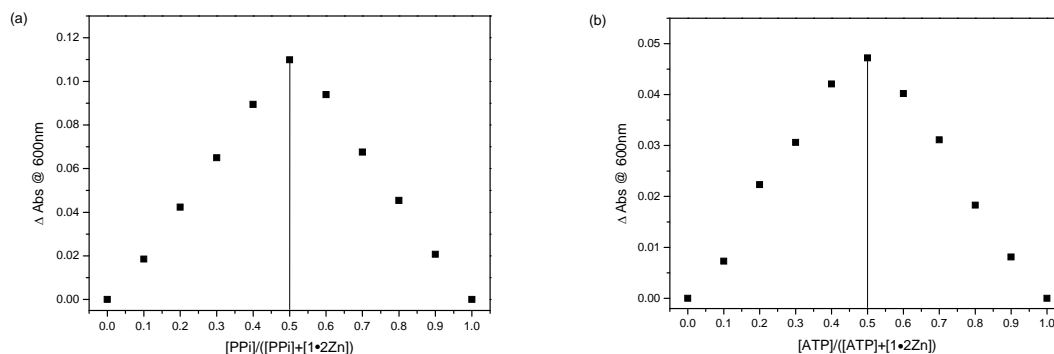 (a)
0.12
0.10
0.08
0.06
0.04
0.02
0.00
Δ Abs @ 600nm
0.0 0.1 0.2 0.3 0.4 0.5 0.6 0.7 0.8 0.9 1.0
[PPi]/([PPi]+[1•2Zn])
(b)
0.05
0.04
0.03
0.02
0.01
0.00
Δ Abs @ 600nm
0.0 0.1 0.2 0.3 0.4 0.5 0.6 0.7 0.8 0.9 1.0
[ATP]/([ATP]+[1•2Zn])